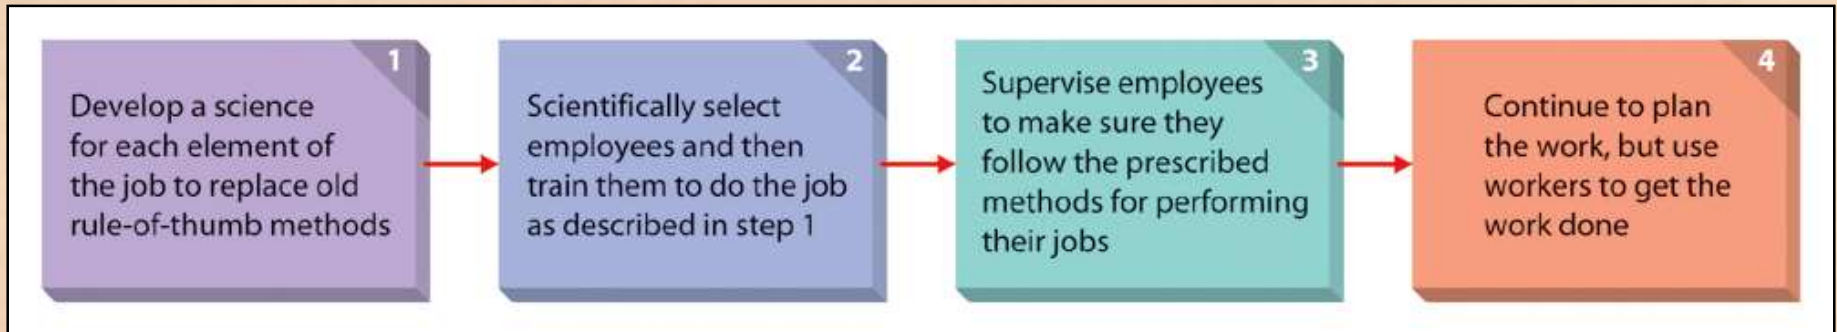 1
Develop a science
for each element of
the job to replace old
rule-of-thumb methods
2
Scientifically select
employees and then
train them to do the job
as described in step 1
3
Supervise employees
to make sure they
follow the prescribed
methods for performing
their jobs
4
Continue to plan
the work, but use
workers to get the
work done